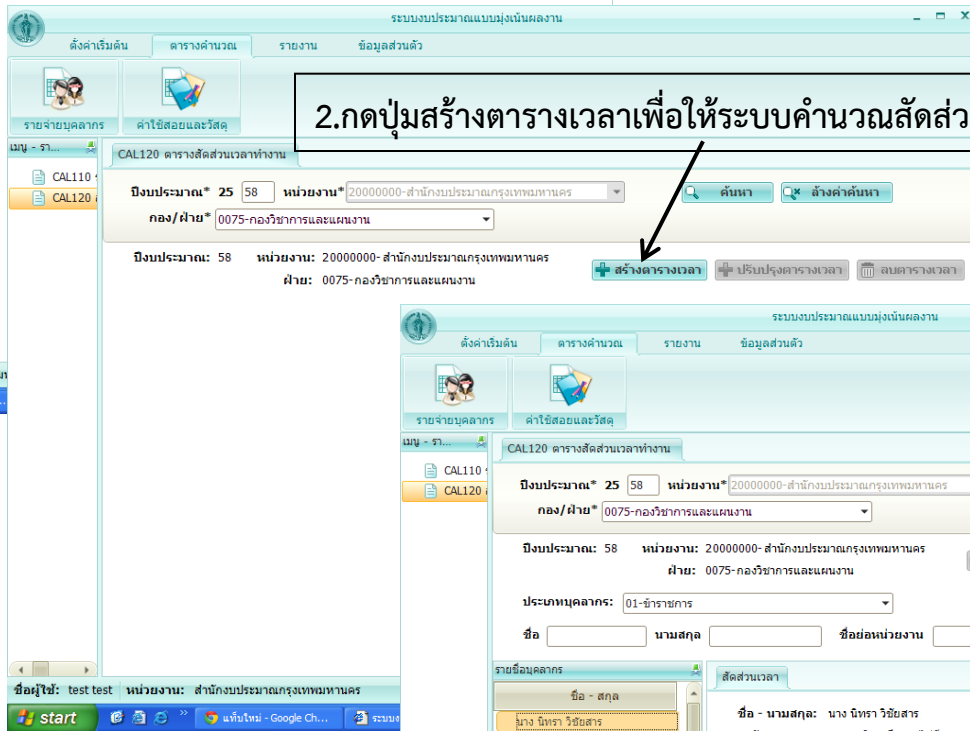 ระบบงบประมาณแบบมุ่งเน้นผลงาน
ตั้งค่าเริ่มต้น ตารางคำนวณ รายงาน ข้อมูลส่วนตัว
รายจ่ายบุคลากร ค่าใช้สอยและวัสดุ
2.กดปุ่มสร้างตารางเวลาเพื่อให้ระบบคำนวณสัดส่ว
เมนู - รา...
CAL120 ตารางสัดส่วนเวลาทำงาน
CAL110
CAL120
ปีงบประมาณ* 25 58 หน่วยงาน* 20000000-สำนักงบประมาณกรุงเทพมหานคร ค้นหา ล้างค่าค้นหา
กอง/ฝ่าย* 0075-กองวิชาการและแผนงาน
ปีงบประมาณ: 58 หน่วยงาน: 20000000-สำนักงบประมาณกรุงเทพมหานคร
ฝ่าย: 0075-กองวิชาการและแผนงาน
สร้างตารางเวลา ปรับปรุงตารางเวลา ลบตารางเวลา
ระบบงบประมาณแบบมุ่งเน้นผลงาน
ตั้งค่าเริ่มต้น ตารางคำนวณ รายงาน ข้อมูลส่วนตัว
รายจ่ายบุคลากร ค่าใช้สอยและวัสดุ
เมนู - รา...
CAL120 ตารางสัดส่วนเวลาทำงาน
CAL110
CAL120
ปีงบประมาณ* 25 58 หน่วยงาน* 20000000-สำนักงบประมาณกรุงเทพมหานคร
กอง/ฝ่าย* 0075-กองวิชาการและแผนงาน
ปีงบประมาณ: 58 หน่วยงาน: 20000000-สำนักงบประมาณกรุงเทพมหานคร
ฝ่าย: 0075-กองวิชาการและแผนงาน
ประเภทบุคลากร: 01-ข้าราชการ
ชื่อ นามสกุล ชื่อย่อหน่วยงาน
รายชื่อบุคลากร
สัดส่วนเวลา
ชื่อ - สกุล
ชื่อ - นามสกุล: นาง นิทรา วิชัยสาร
นาง นิทรา วิชัยสาร
ชื่อผู้ใช้: test test หน่วยงาน: สำนักงบประมาณกรุงเทพมหานคร
start แท็บใหม่ - Google Ch... ระบบง